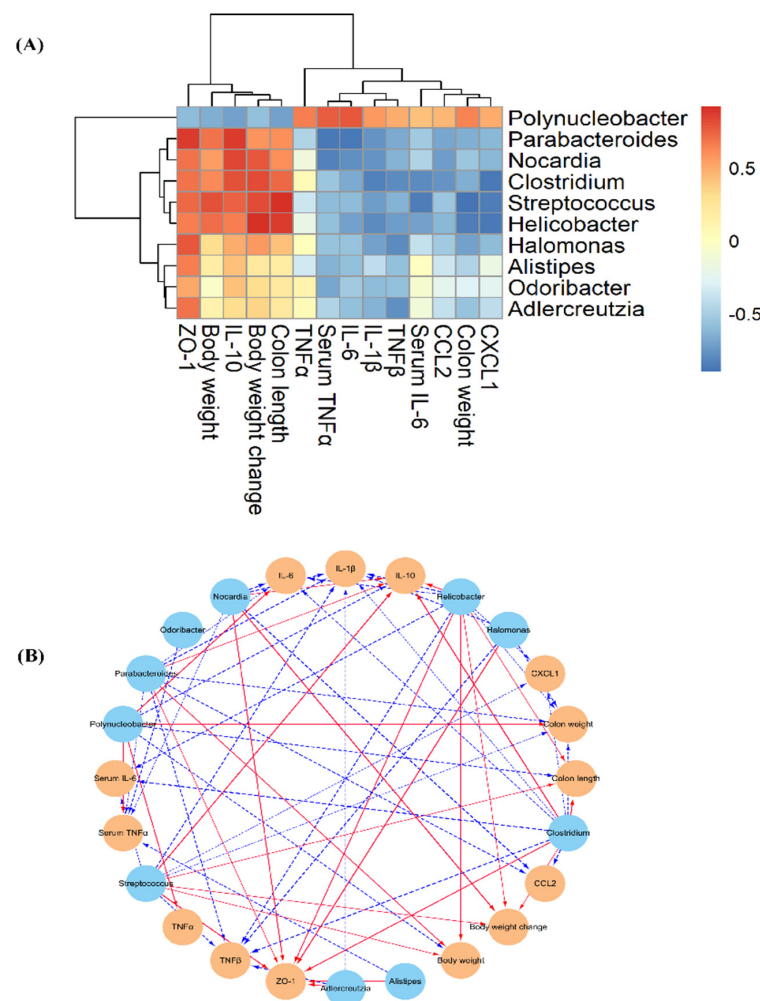 (A)
Polynucleobacter
Parabacteroides
Nocardia
Clostridium
Streptococcus
Helicobacter
Halomonas
Alistipes
Odoribacter
Adlercreutzia
0.5
0
-0.5
ZO-1
Body weight
IL-10
Body weight change
Colon length
TNFα
Serum TNFα
IL-6
IL-1β
TNFβ
Serum IL-6
CCL2
Colon weight
CXCL1
(B)
IL-1β
IL-6
IL-10
Nocardia
Helicobacter
Odoribacter
Halomonas
Parabacteroides
CXCL1
Polynucleobacter
Colon weight
Serum IL-6
Colon length
Serum TNFα
Clostridium
Streptococcus
CCL2
TNFα
Body weight change
TNFβ
Body weight
ZO-1
Adlercreutzia
Alistipes